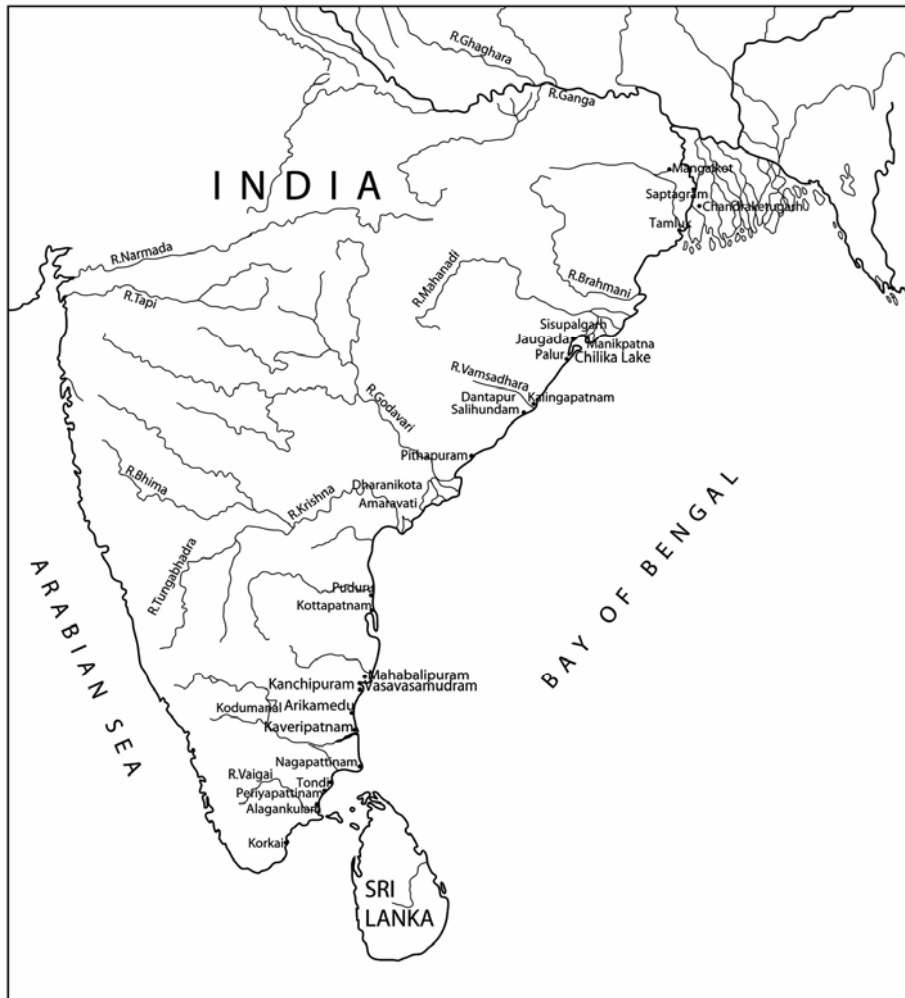 R.Ghaghara
R.Ganga
INDIA
Mangalkot
Saptagram
Chandraketugarh
Tamluk
R.Narmada
R.Mahanadi
R.Brahmani
R.Tapi
Sisupalgarh
Jaugada
Manikpatna
Palur
Chilika Lake
R.Vamsadhara
Dantapur
Kalingapatnam
Salihundam
R.Godavari
Pithapuram
R.Bhima
Dharanikota
R.Krishna
Amaravati
R.Tungabhadra
Puduru
Kottapatnam
ARABIAN SEA
BAY OF BENGAL
Mahabalipuram
Kanchipuram
Vasavasamudram
Kodumanal
Arikamedu
Kaveripatnam
Nagapattinam
R.Vaigai
Tondi
Periyapattinam
Alagankulam
Korkai
SRI
LANKA